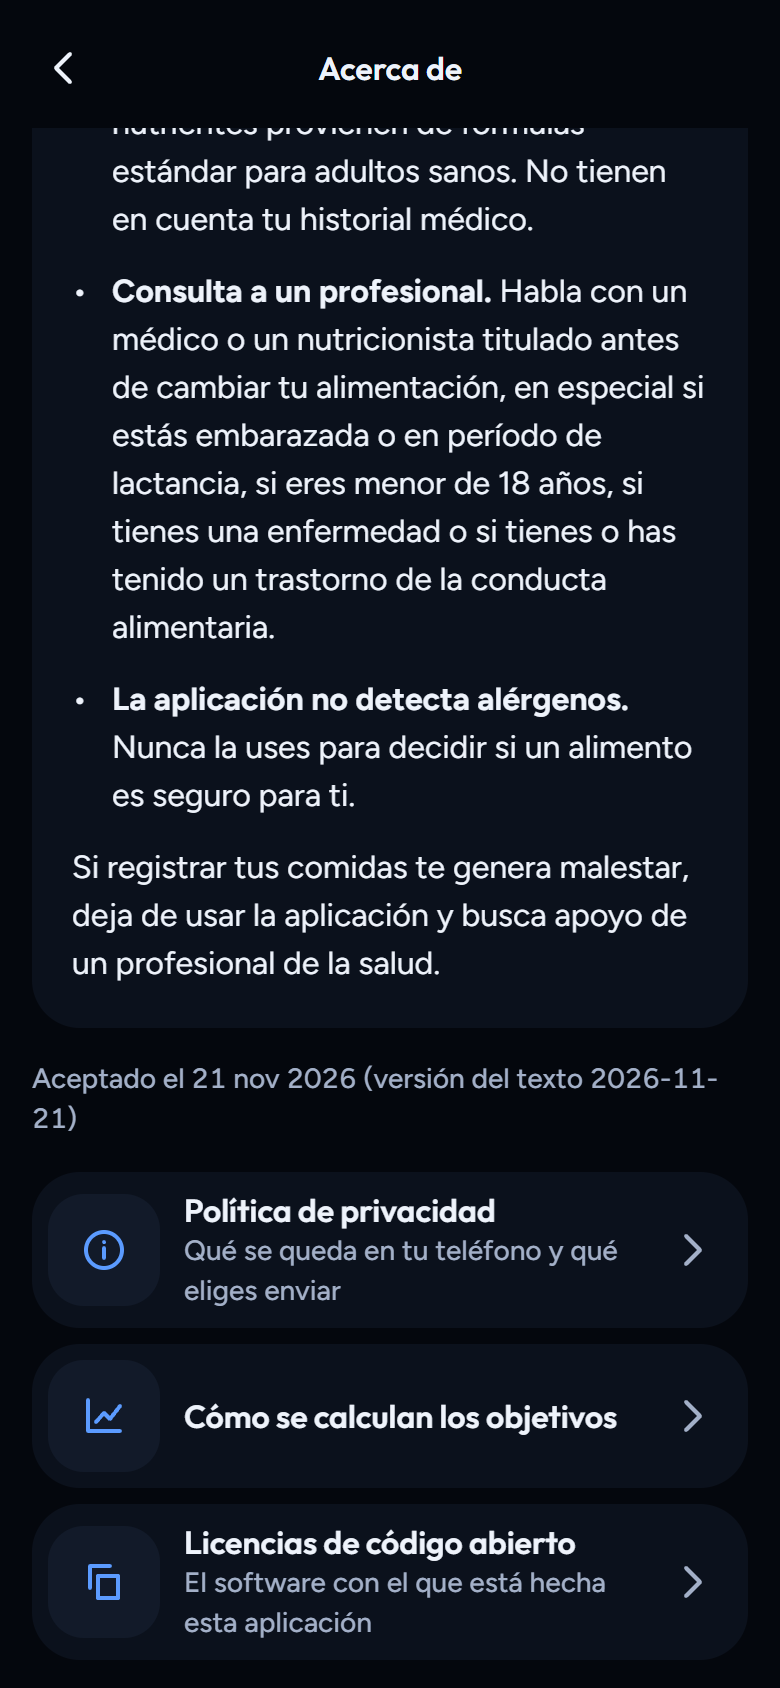 Acerca de
nutrientes provienen de fórmulas
estándar para adultos sanos. No tienen
en cuenta tu historial médico.
• Consulta a un profesional. Habla con un
médico o un nutricionista titulado antes
de cambiar tu alimentación, en especial si
estás embarazada o en período de
lactancia, si eres menor de 18 años, si
tienes una enfermedad o si tienes o has
tenido un trastorno de la conducta
alimentaria.
• La aplicación no detecta alérgenos.
Nunca la uses para decidir si un alimento
es seguro para ti.
Si registrar tus comidas te genera malestar,
deja de usar la aplicación y busca apoyo de
un profesional de la salud.
Aceptado el 21 nov 2026 (versión del texto 2026-11-
21)
Política de privacidad
Qué se queda en tu teléfono y qué
eliges enviar
Cómo se calculan los objetivos
Licencias de código abierto
El software con el que está hecha
esta aplicación